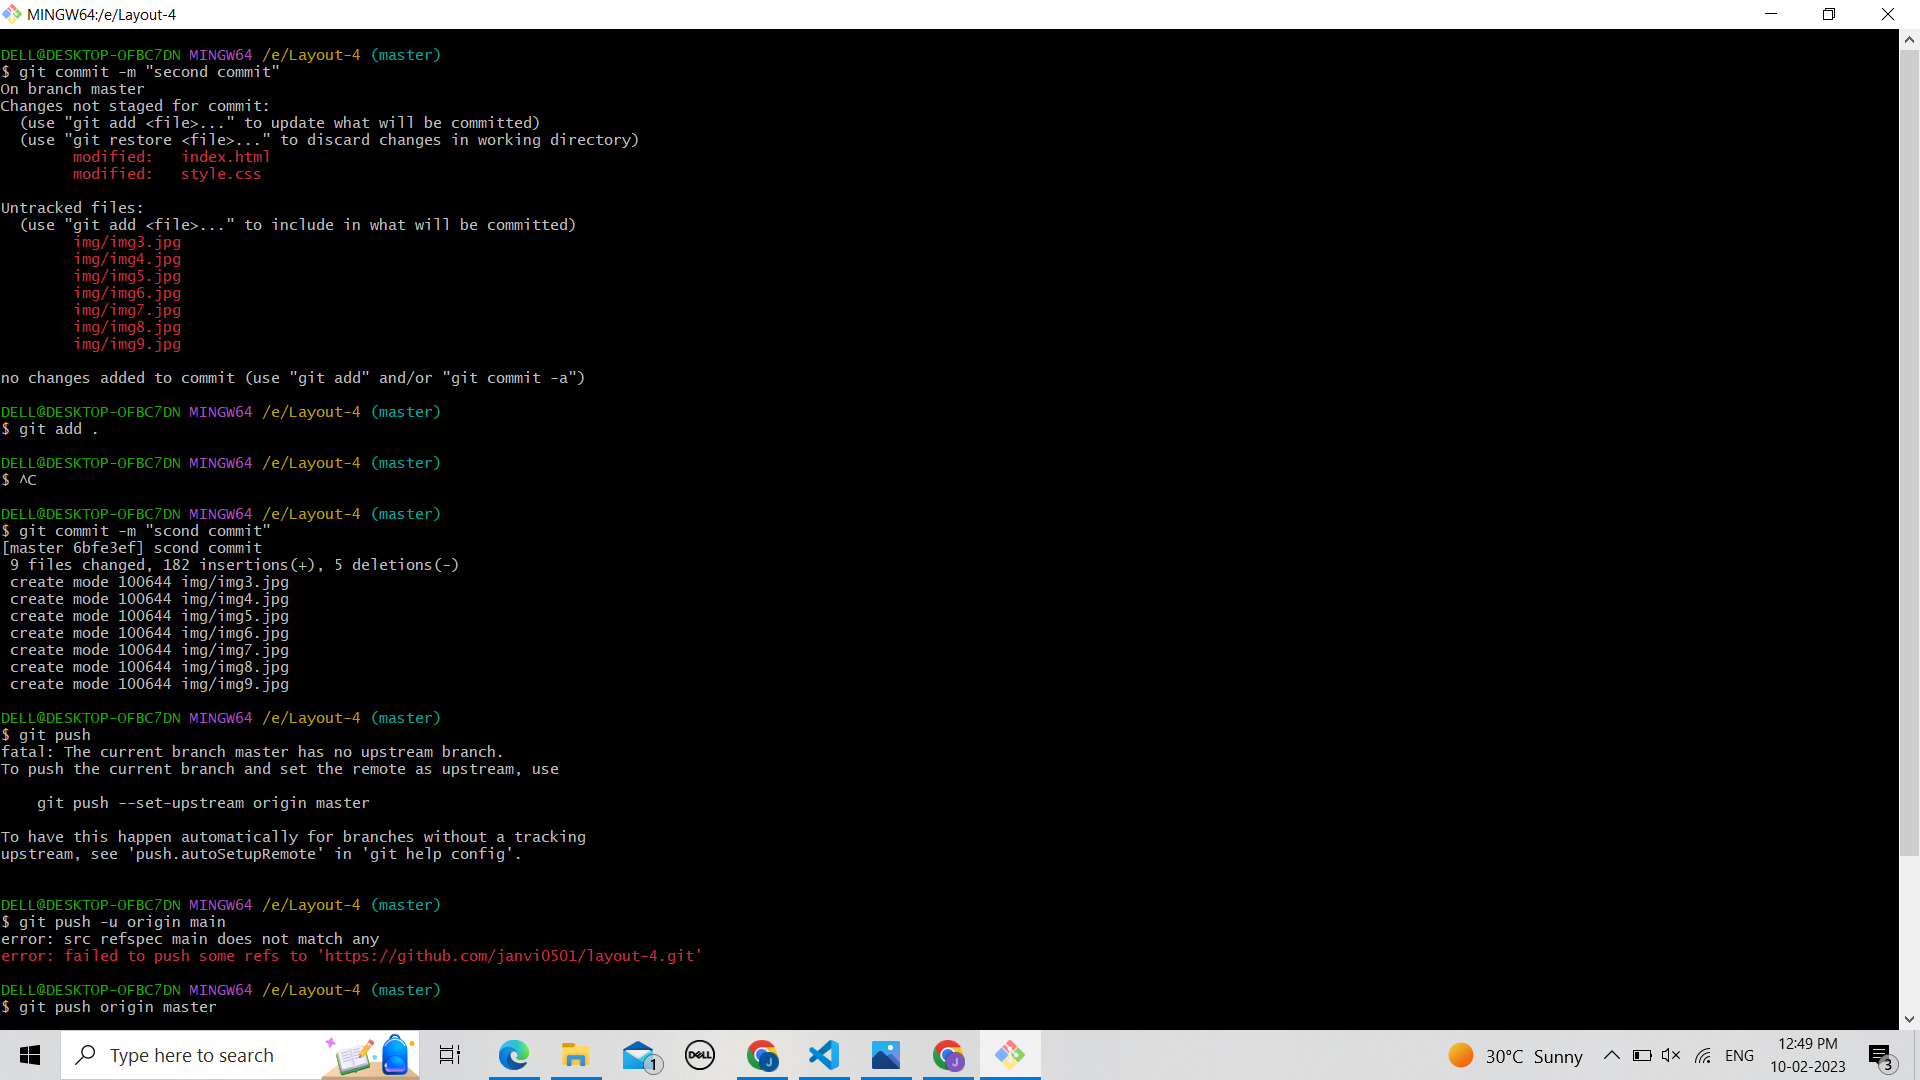 MINGW64:/e/Layout-4
DELL@DESKTOP-OFBC7DN MINGW64 /e/Layout-4 (master)
$ git commit -m "second commit"
On branch master
Changes not staged for commit:
  (use "git add <file>..." to update what will be committed)
  (use "git restore <file>..." to discard changes in working directory)
        modified:   index.html
        modified:   style.css
Untracked files:
  (use "git add <file>..." to include in what will be committed)
        img/img3.jpg
        img/img4.jpg
        img/img5.jpg
        img/img6.jpg
        img/img7.jpg
        img/img8.jpg
        img/img9.jpg
no changes added to commit (use "git add" and/or "git commit -a")
DELL@DESKTOP-OFBC7DN MINGW64 /e/Layout-4 (master)
$ git add .
DELL@DESKTOP-OFBC7DN MINGW64 /e/Layout-4 (master)
$ ^C
DELL@DESKTOP-OFBC7DN MINGW64 /e/Layout-4 (master)
$ git commit -m "scond commit"
[master 6bfe3ef] scond commit
 9 files changed, 182 insertions(+), 5 deletions(-)
 create mode 100644 img/img3.jpg
 create mode 100644 img/img4.jpg
 create mode 100644 img/img5.jpg
 create mode 100644 img/img6.jpg
 create mode 100644 img/img7.jpg
 create mode 100644 img/img8.jpg
 create mode 100644 img/img9.jpg
DELL@DESKTOP-OFBC7DN MINGW64 /e/Layout-4 (master)
$ git push
fatal: The current branch master has no upstream branch.
To push the current branch and set the remote as upstream, use
    git push --set-upstream origin master
To have this happen automatically for branches without a tracking
upstream, see 'push.autoSetupRemote' in 'git help config'.
DELL@DESKTOP-OFBC7DN MINGW64 /e/Layout-4 (master)
$ git push -u origin main
error: src refspec main does not match any
error: failed to push some refs to 'https://github.com/janvi0501/layout-4.git'
DELL@DESKTOP-OFBC7DN MINGW64 /e/Layout-4 (master)
$ git push origin master
Type here to search
1
DELL
J
J
30°C Sunny
ENG
12:49 PM
10-02-2023
3